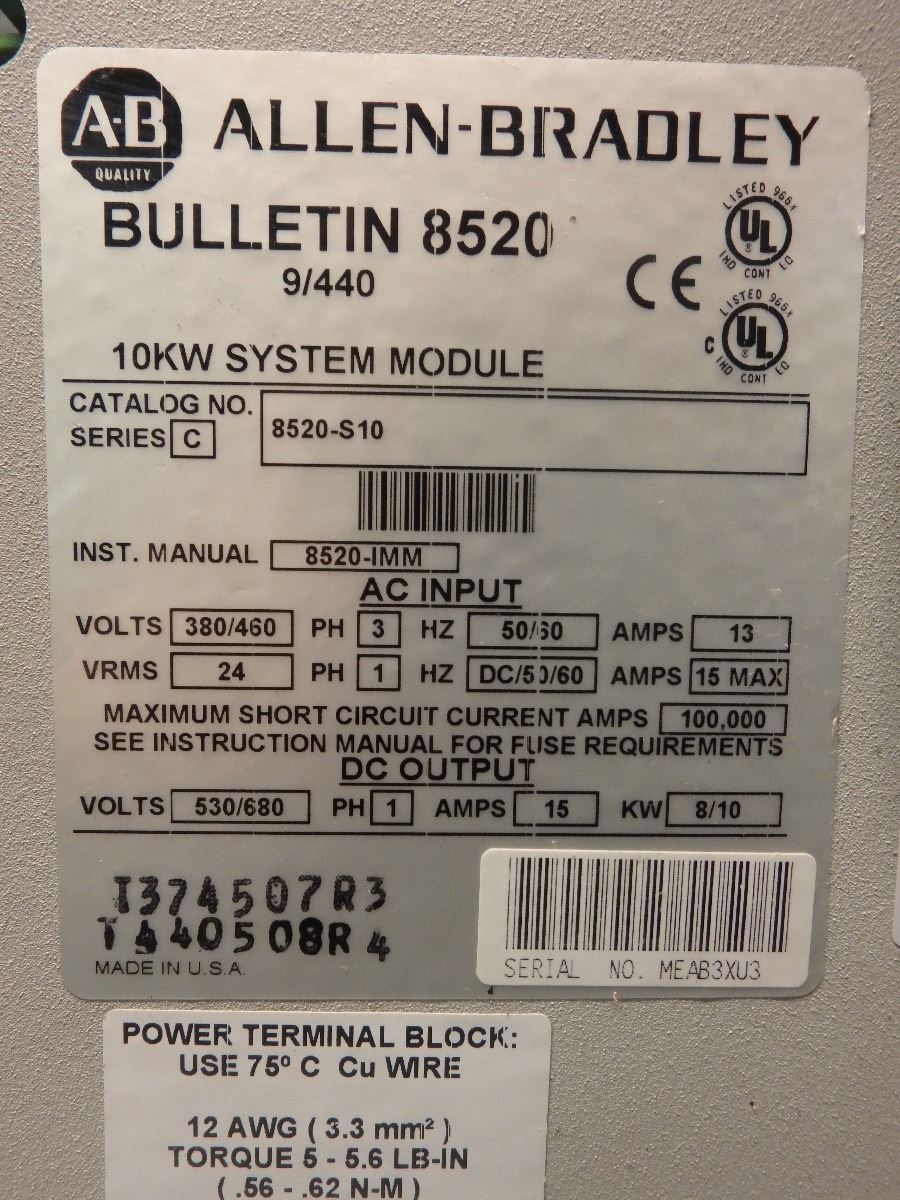 A-B QUALITY ALLEN-BRADLEY
BULLETIN 8520
9/440
LISTED 966X
UL
IND CONT EQ
CE
LISTED 966X
C UL
IND CONT EQ
10KW SYSTEM MODULE
CATALOG NO. 8520-S10
SERIES C
INST. MANUAL 8520-IMM
AC INPUT
VOLTS 380/460 PH 3 HZ 50/60 AMPS 13
VRMS 24 PH 1 HZ DC/50/60 AMPS 15 MAX
MAXIMUM SHORT CIRCUIT CURRENT AMPS 100,000
SEE INSTRUCTION MANUAL FOR FUSE REQUIREMENTS
DC OUTPUT
VOLTS 530/680 PH 1 AMPS 15 KW 8/10
T374507R3
T440508R4
MADE IN U.S.A.
SERIAL NO. MEAB3XU3
POWER TERMINAL BLOCK:
USE 75º C Cu WIRE
12 AWG ( 3.3 mm² )
TORQUE 5 - 5.6 LB-IN
( .56 - .62 N-M )